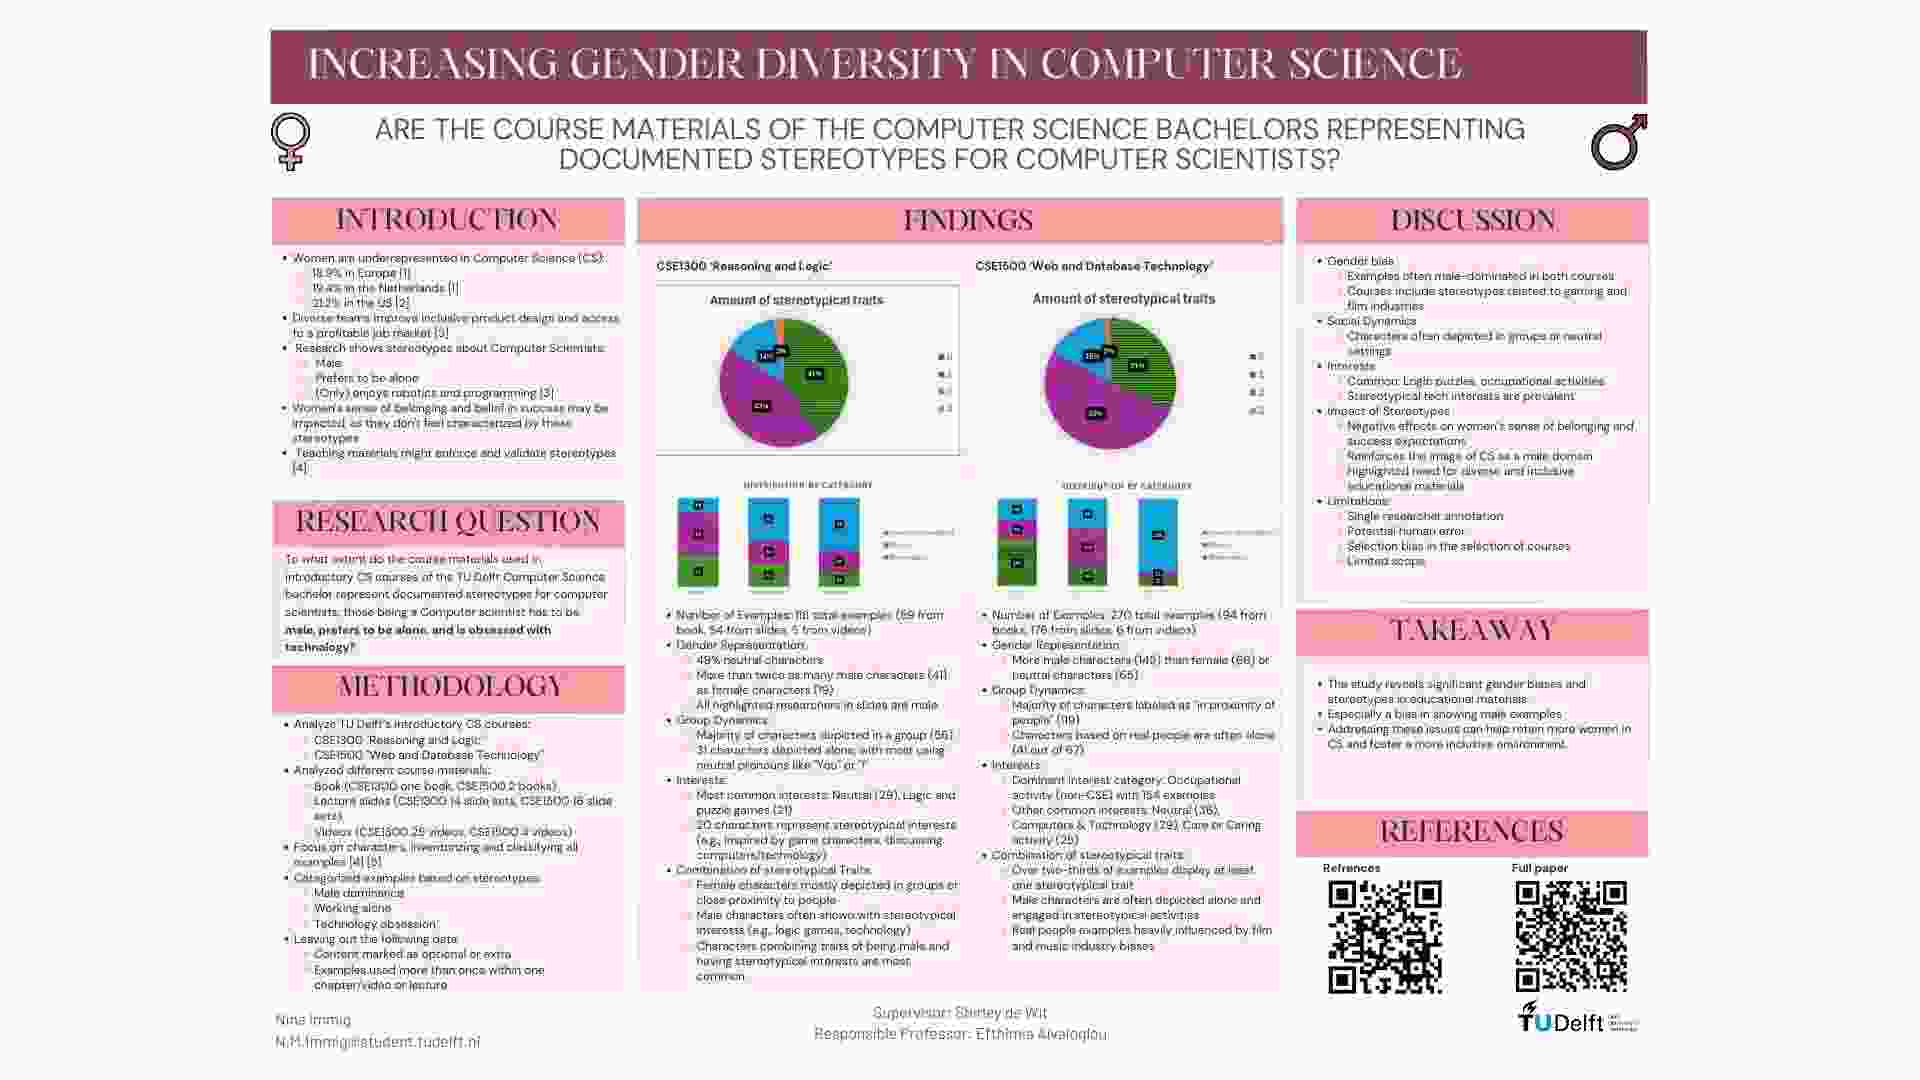 INCREASING GENDER DIVERSITY IN COMPUTER SCIENCE
ARE THE COURSE MATERIALS OF THE COMPUTER SCIENCE BACHELORS REPRESENTING
DOCUMENTED STEREOTYPES FOR COMPUTER SCIENTISTS?
INTRODUCTION
• Women are underrepresented in Computer Science (CS):
18.9% in Europe [1]
19.4% in the Netherlands [1]
21.2% in the US [2]
• Diverse teams improve inclusive product design and access
to a profitable job market [3]
• Research shows stereotypes about Computer Scientists:
Male
Prefers to be alone
(Only) enjoys robotics and programming [3]
• Women's sense of belonging and belief in success may be
impacted, as they don't feel characterized by these
stereotypes
• Teaching materials might enforce and validate stereotypes
[4]
RESEARCH QUESTION
To what extent do the course materials used in
introductory CS courses of the TU Delft Computer Science
bachelor represent documented stereotypes for computer
scientists, those being a Computer scientist has to be
male, prefers to be alone, and is obsessed with
technology?
METHODOLOGY
• Analyze TU Delft's introductory CS courses:
CSE1300 "Reasoning and Logic"
CSE1500 "Web and Database Technology"
• Analyzed different course materials:
Book (CSE1300 one book, CSE1500 2 books)
Lecture slides (CSE1300 14 slide sets, CSE1500 16 slide
sets)
Videos (CSE1300 25 videos, CSE1500 4 videos)
• Focus on characters, inventorizing and classifying all
examples [4] [5]
• Categorized examples based on stereotypes:
Male dominance
Working alone
'Technology obsession'
• Leaving out the following data:
Content marked as optional or extra
Examples used more than once within one
chapter/video or lecture
FINDINGS
CSE1300 'Reasoning and Logic'
Amount of stereotypical traits
41%
14%
DISTRIBUTION BY CATEGORY
• Number of Examples: 118 total examples (59 from
book, 54 from slides, 5 from videos)
• Gender Representation:
49% neutral characters
More than twice as many male characters (41)
as female characters (19)
All highlighted researchers in slides are male
• Group Dynamics:
Majority of characters depicted in a group (56)
31 characters depicted alone, with most using
neutral pronouns like "You" or "I"
• Interests:
Most common interests: Neutral (29), Logic and
puzzle games (21)
20 characters represent stereotypical interests
(e.g., inspired by game characters, discussing
computers/technology)
• Combination of stereotypical Traits:
Female characters mostly depicted in groups or
close proximity to people
Male characters often shown with stereotypical
interests (e.g., logic games, technology)
Characters combining traits of being male and
having stereotypical interests are most
common
CSE1500 'Web and Database Technology'
Amount of stereotypical traits
DISTRIBUTION BY CATEGORY
• Number of Examples: 270 total examples (94 from
books, 176 from slides, 6 from videos)
• Gender Representation:
More male characters than female (66) or
neutral characters (65)
• Group Dynamics:
Majority of characters labeled as "in proximity of
people"
Characters based on real people are often alone
(41 out of 67)
• Interests:
Dominant interest category: Occupational
activity (non-CSE) with 154 examples
Other common interests: Neutral (36),
Computers & Technology (29), Care or Caring
activity (25)
• Combination of stereotypical traits:
Over two-thirds of examples display at least
one stereotypical trait
Male characters are often depicted alone and
engaged in stereotypical activities
Real people examples heavily influenced by film
and music industry biases
DISCUSSION
• Gender bias
Examples often male-dominated in both courses
Courses include stereotypes related to gaming and
film industries
• Social Dynamics
Characters often depicted in groups or neutral
settings
• Interests
Common: Logic puzzles, occupational activities
Stereotypical tech interests are prevalent
• Impact of Stereotypes:
Negative effects on women's sense of belonging and
success expectations
Reinforces the image of CS as a male domain
Highlighted need for diverse and inclusive
educational materials
• Limitations:
Single researcher annotation
Potential human error
Selection bias in the selection of courses
Limited scope
TAKEAWAY
• The study reveals significant gender biases and
stereotypes in educational materials
• Especially a bias in showing male examples
• Addressing these issues can help retain more women in
CS and foster a more inclusive environment.
REFERENCES
Refrences
Full paper
Nina Immig
N.M.Immig@student.tudelft.nl
Supervisor: Shirley de Wit
Responsible Professor: Efthimia Aivaloglou
TUDelft